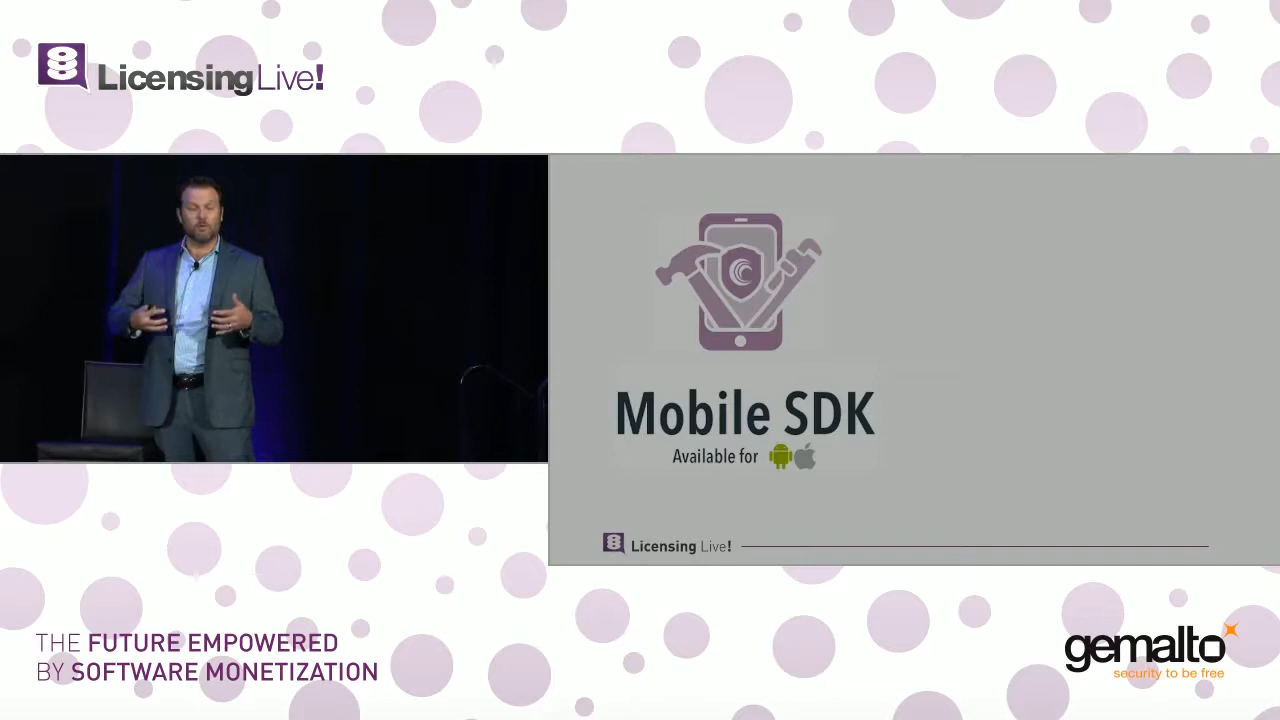 Licensing Live!
Mobile SDK
Available for
Licensing Live!
THE FUTURE EMPOWERED
BY SOFTWARE MONETIZATION
gemalto
security to be free